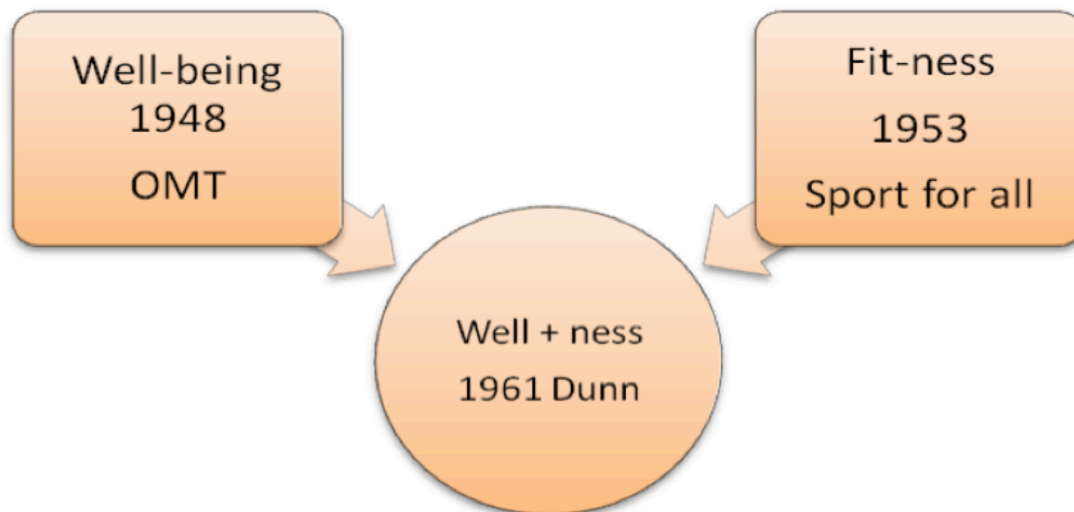 Well-being
1948
OMT
Fit-ness
1953
Sport for all
Well + ness
1961 Dunn